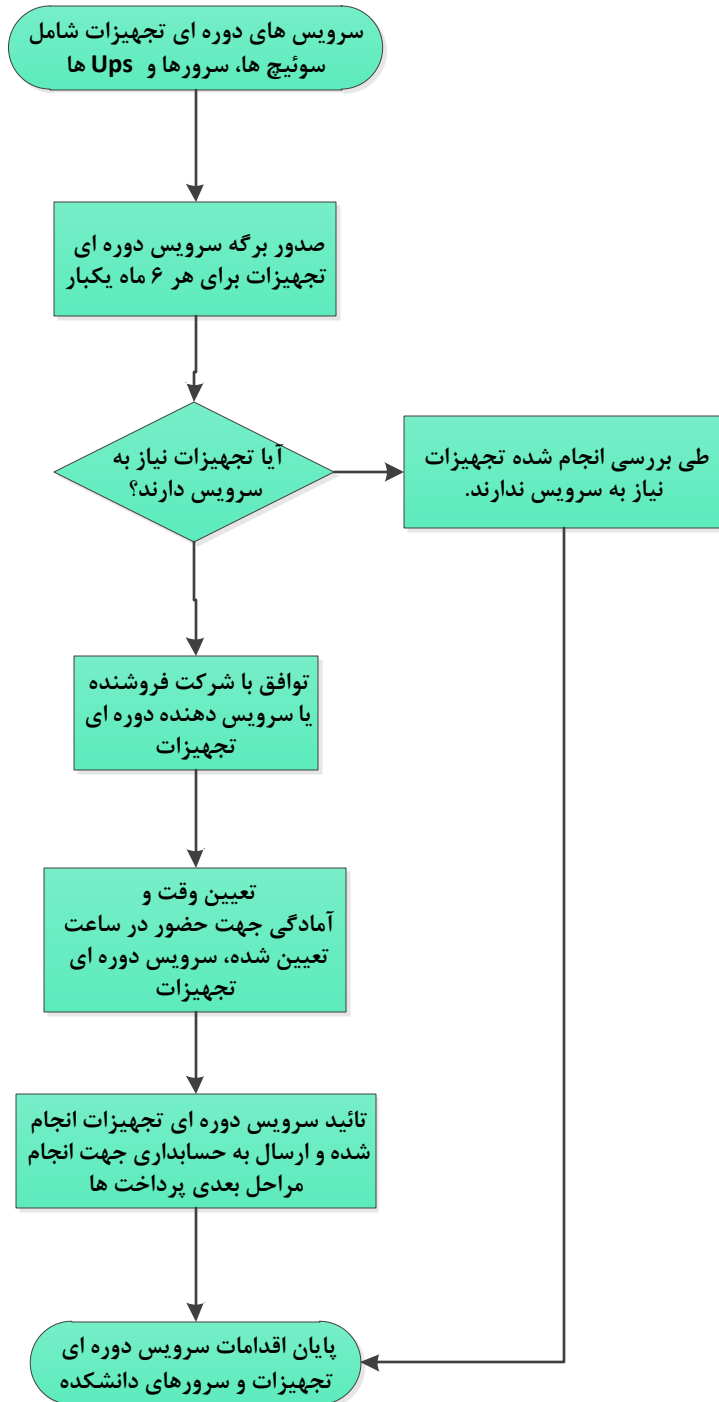 سرویس های دوره ای تجهیزات شامل
سوئیچ ها، سرورها و Ups ها
صدور برگه سرویس دوره ای
تجهیزات برای هر ۶ ماه یکبار
آیا تجهیزات نیاز به
سرویس دارند؟
طی بررسی انجام شده تجهیزات
نیاز به سرویس ندارند.
توافق با شرکت فروشنده
یا سرویس دهنده دوره ای
تجهیزات
تعیین وقت و
آمادگی جهت حضور در ساعت
تعیین شده، سرویس دوره ای
تجهیزات
تائید سرویس دوره ای تجهیزات انجام
شده و ارسال به حسابداری جهت انجام
مراحل بعدی پرداخت ها
پایان اقدامات سرویس دوره ای
تجهیزات و سرورهای دانشکده